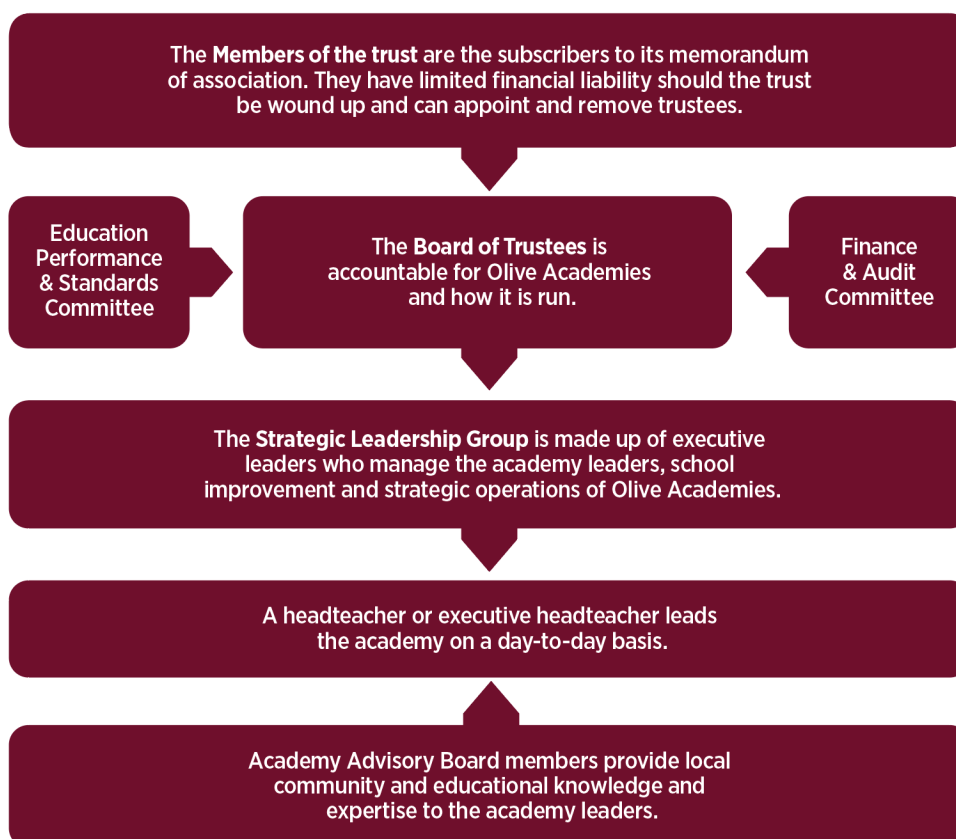 The Members of the trust are the subscribers to its memorandum
of association. They have limited financial liability should the trust
be wound up and can appoint and remove trustees.
Education
Performance
& Standards
Committee
The Board of Trustees is
accountable for Olive Academies
and how it is run.
Finance
& Audit
Committee
The Strategic Leadership Group is made up of executive
leaders who manage the academy leaders, school
improvement and strategic operations of Olive Academies.
A headteacher or executive headteacher leads
the academy on a day-to-day basis.
Academy Advisory Board members provide local
community and educational knowledge and
expertise to the academy leaders.